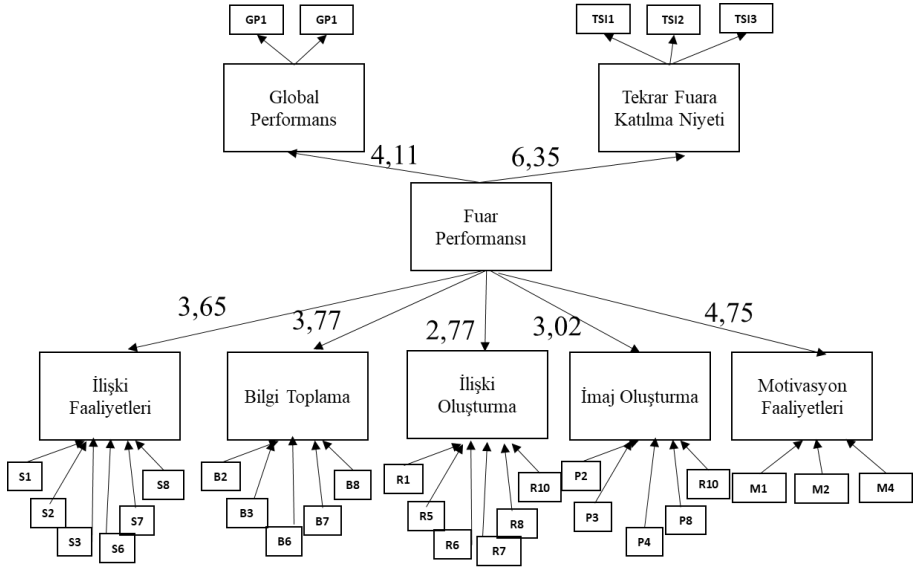 GP1
GP1
TSI1
TSI2
TSI3
Global
Performans
Tekrar Fuara
Katılma Niyeti
4,11
6,35
Fuar
Performansı
3,65
3,77
2,77
3,02
4,75
İlişki
Faaliyetleri
Bilgi Toplama
İlişki
Oluşturma
İmaj Oluşturma
Motivasyon
Faaliyetleri
S1
S2
S3
S6
S7
S8
B2
B3
B6
B7
B8
R1
R5
R6
R7
R8
R10
P2
P3
P4
P8
R10
M1
M2
M4